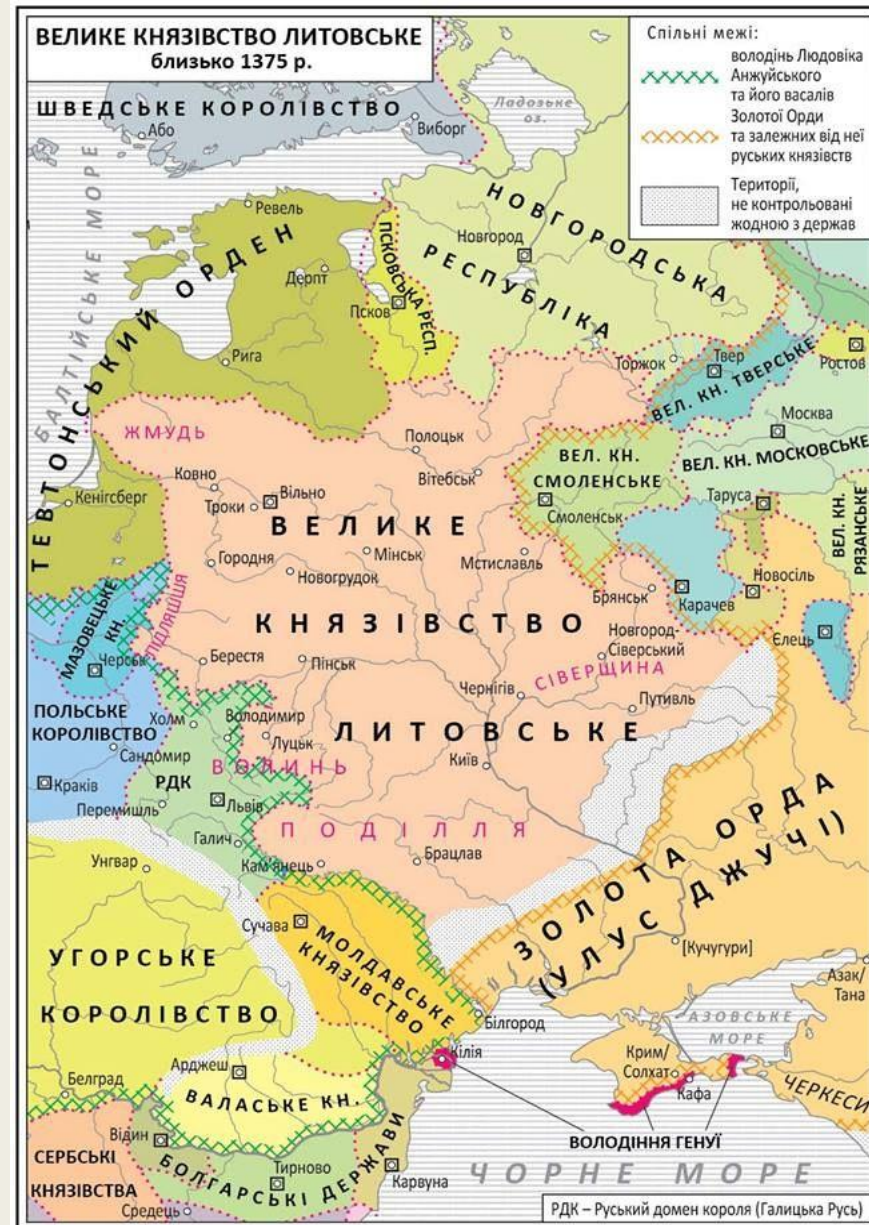 ВЕЛИКЕ КНЯЗІВСТВО ЛИТОВСЬКЕ
близько 1375 р.
Спільні межі:
володінь Людовіка
Анжуйського
та його васалів
Золотої Орди
та залежних від неї
руських князівств
Території,
не контрольовані
жодною з держав
ШВЕДСЬКЕ КОРОЛІВСТВО
Або
Виборг
Ладозьке
оз.
БАЛТІЙСЬКЕ МОРЕ
Ревель
ТЕВТОНСЬКИЙ ОРДЕН
Дерпт
ПСКОВСЬКА РЕСП.
Псков
НОВГОРОДСЬКА
РЕСПУБЛІКА
Новгород
Рига
Торжок
Твер
ВЕЛ. КН. ТВЕРСЬКЕ
Ростов
Москва
ВЕЛ. КН. МОСКОВСЬКЕ
ЖМУДЬ
Полоцьк
Вітебськ
ВЕЛ. КН.
СМОЛЕНСЬКЕ
Смоленськ
Таруса
ВЕЛ. КН.
РЯЗАНСЬКЕ
Кенігсберг
Ковно
Троки
Вільно
ВЕЛИКЕ
Городня
Мінськ
Новогрудок
Мстиславль
Брянськ
Карачев
Новосіль
Єлець
МАЗОВЕЦЬКЕ
КН.
Черськ
ПІДЛЯШШЯ
КНЯЗІВСТВО
Берестя
Пінськ
Новгород-
Сіверський
СІВЕРЩИНА
Чернігів
Путивль
ПОЛЬСЬКЕ
КОРОЛІВСТВО
Холм
Володимир
Луцьк
ЛИТОВСЬКЕ
Сандомир
ВОЛИНЬ
Київ
Краків
РДК
Перемишль
Львів
ПОДІЛЛЯ
Галич
Унгвар
Кам'янець
Брацлав
ЗОЛОТА ОРДА
(УЛУС ДЖУЧІ)
Сучава
МОЛДАВСЬКЕ
КНЯЗІВСТВО
[Кучугури]
УГОРСЬКЕ
КОРОЛІВСТВО
Азак/
Тана
Білгород
АЗОВСЬКЕ
МОРЕ
Кілія
Арджеш
Крим/
Солхат
Кафа
ЧЕРКЕСИ
Белград
ВАЛАСЬКЕ КН.
Відин
ВОЛОДІННЯ ГЕНУЇ
СЕРБСЬКІ
КНЯЗІВСТВА
БОЛГАРСЬКІ ДЕРЖАВИ
Тирново
Карвуна
ЧОРНЕ МОРЕ
Средець
РДК – Руський домен короля (Галицька Русь)